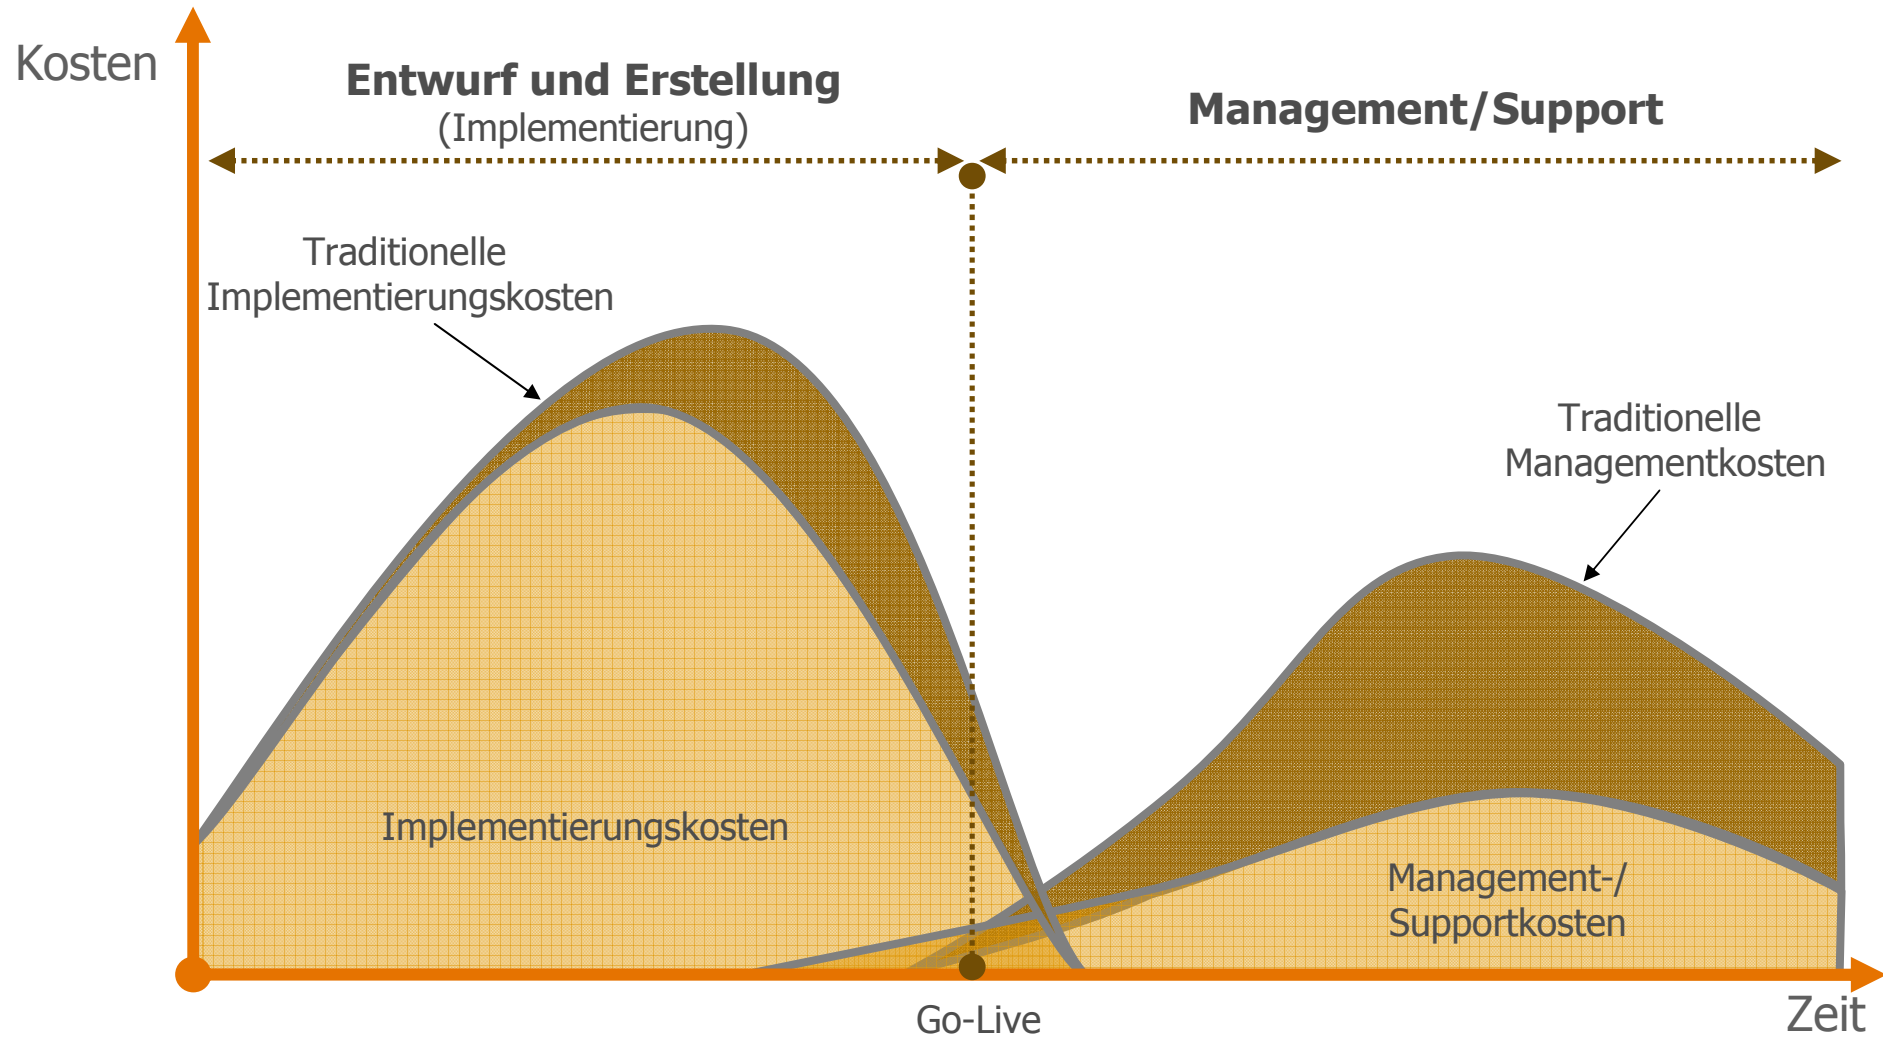 Kosten
Entwurf und Erstellung
(Implementierung)
Management/Support
Traditionelle
Implementierungskosten
Traditionelle
Managementkosten
Implementierungskosten
Management-/
Supportkosten
Go-Live
Zeit